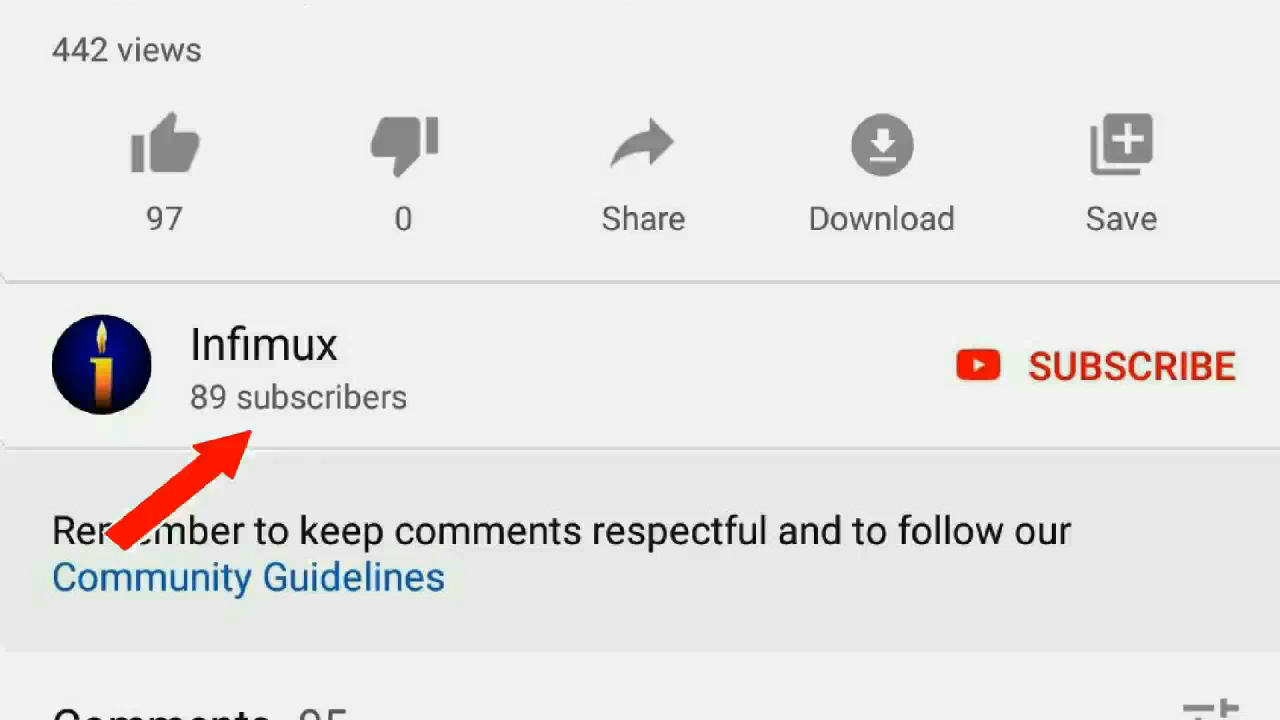 442 views
97 0 Share Download Save
Infimux
89 subscribers
SUBSCRIBE
Remember to keep comments respectful and to follow our
Community Guidelines
Comments